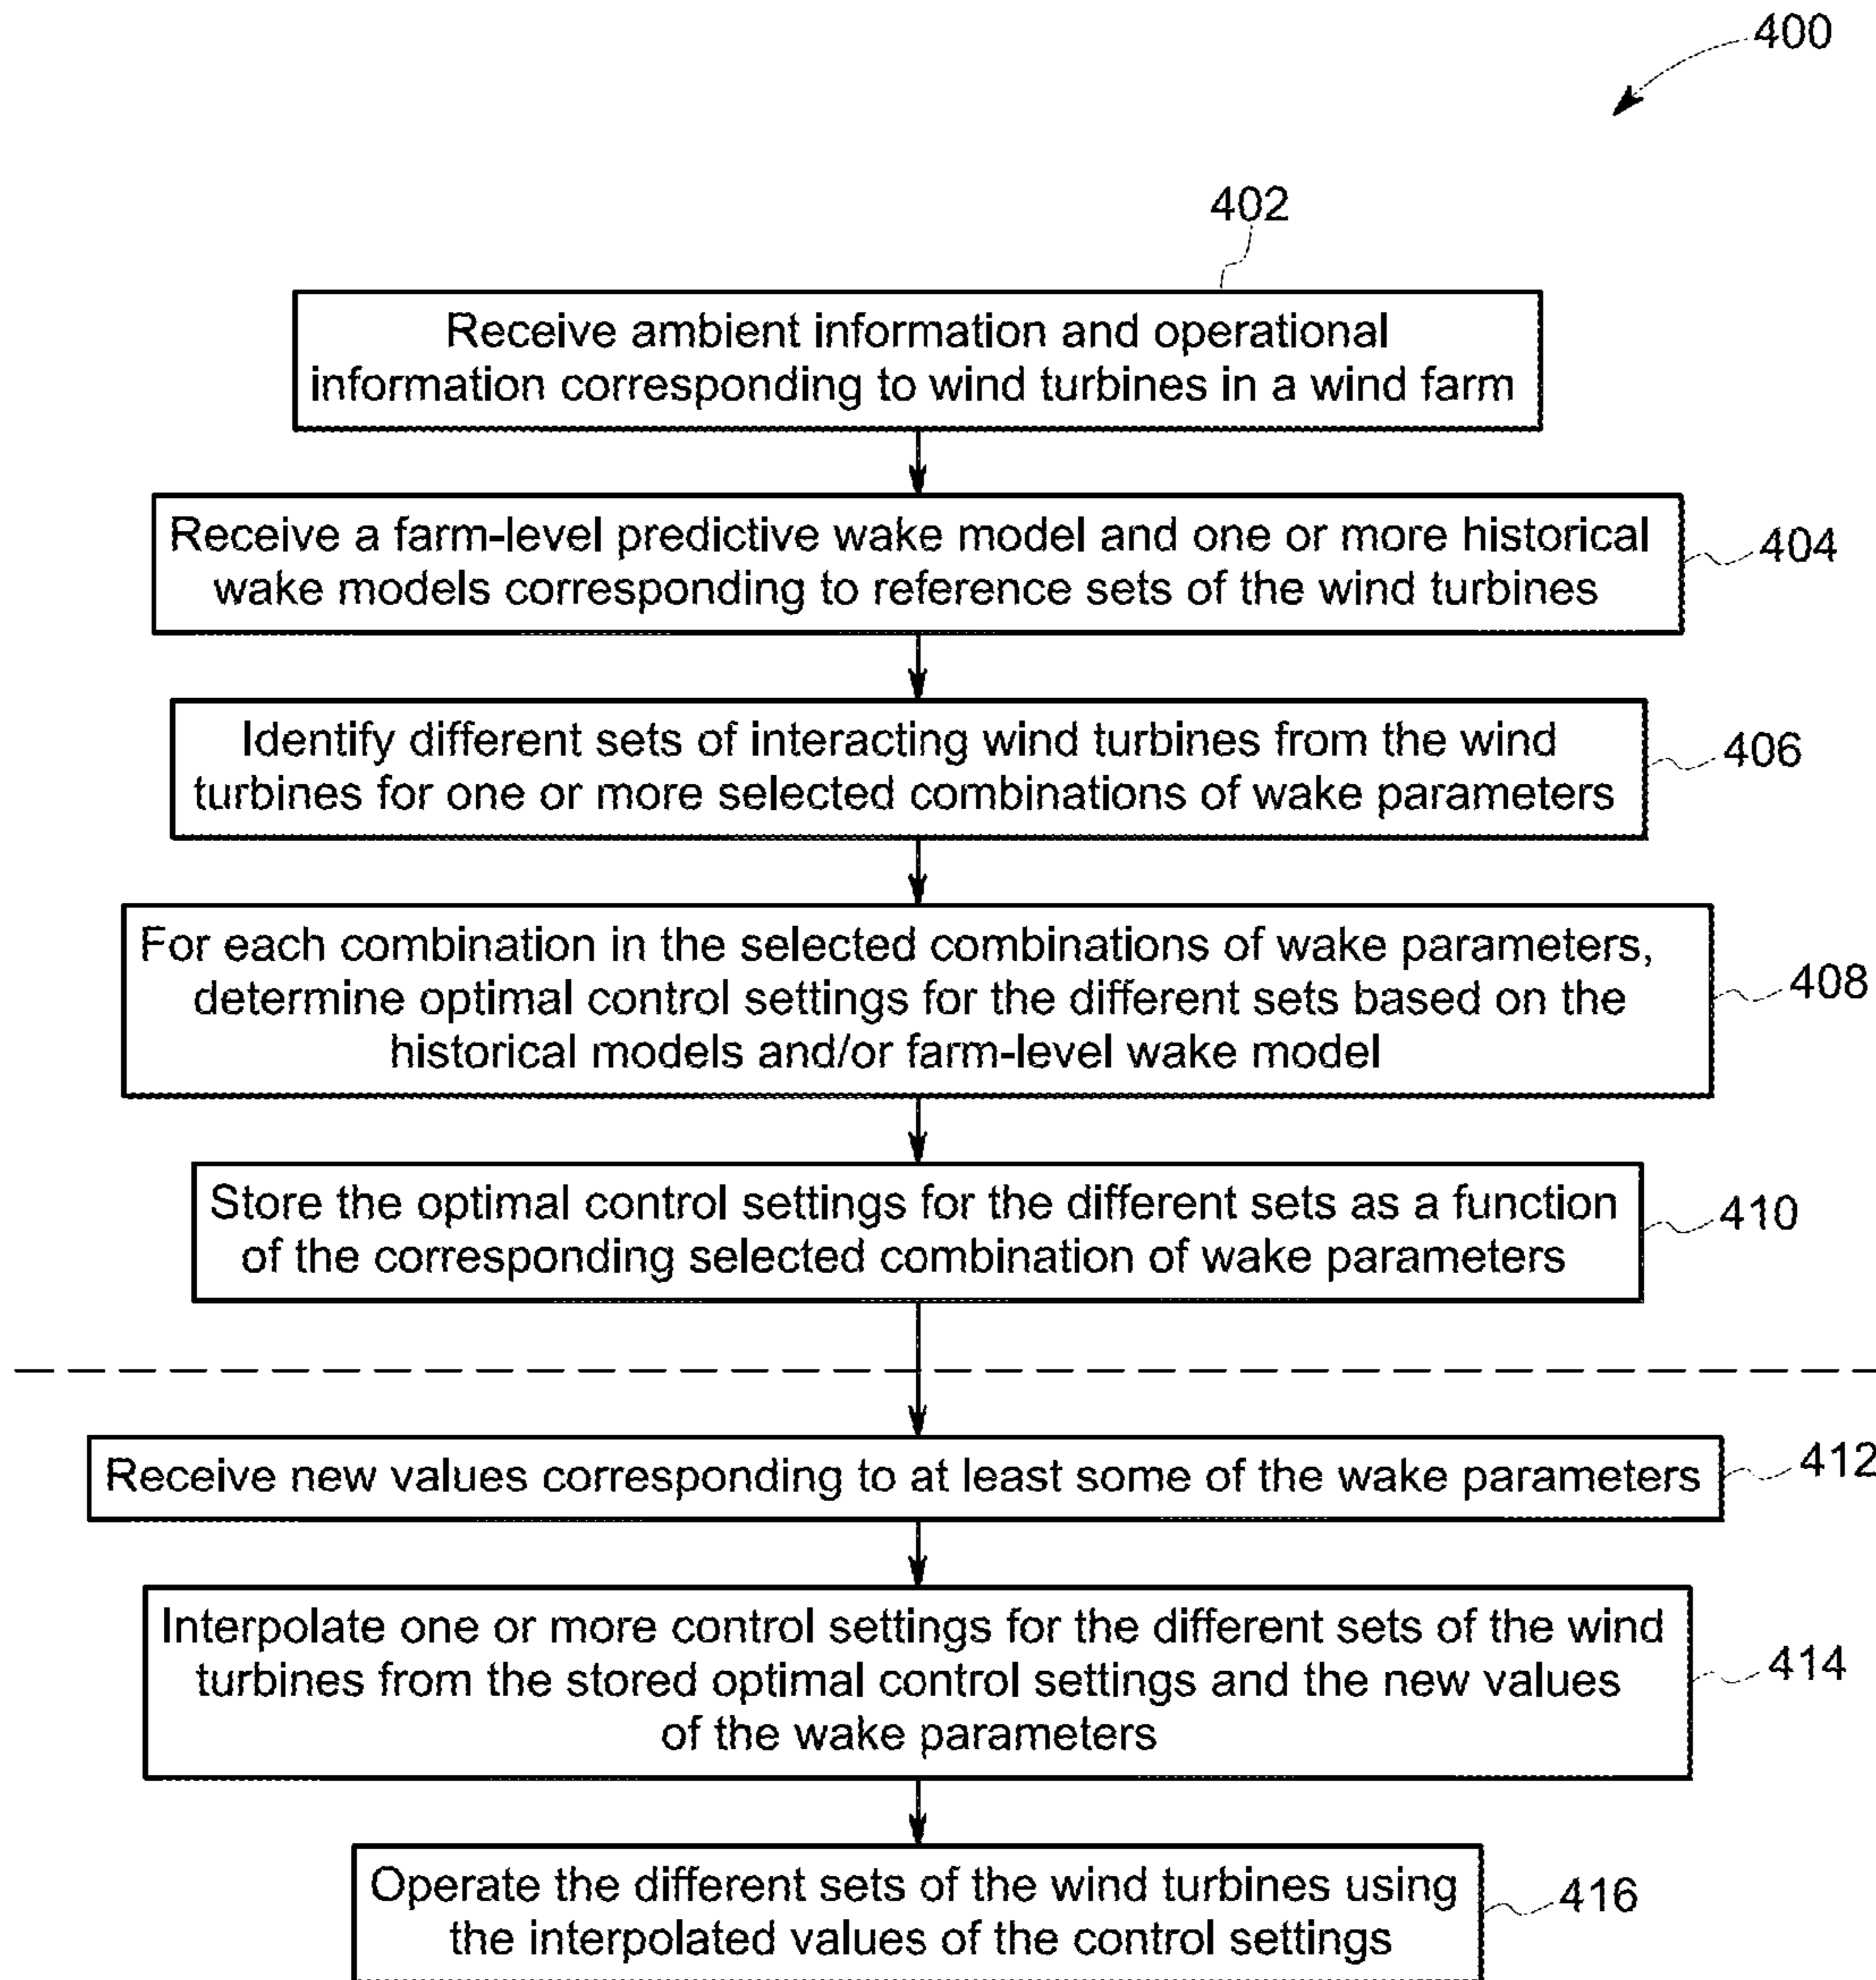 400
402
Receive ambient information and operational
information corresponding to wind turbines in a wind farm
Receive a farm-level predictive wake model and one or more historical
wake models corresponding to reference sets of the wind turbines
404
Identify different sets of interacting wind turbines from the wind
turbines for one or more selected combinations of wake parameters
406
For each combination in the selected combinations of wake parameters,
determine optimal control settings for the different sets based on the
historical models and/or farm-level wake model
408
Store the optimal control settings for the different sets as a function
of the corresponding selected combination of wake parameters
410
Receive new values corresponding to at least some of the wake parameters
412
Interpolate one or more control settings for the different sets of the wind
turbines from the stored optimal control settings and the new values
of the wake parameters
414
Operate the different sets of the wind turbines using
the interpolated values of the control settings
416